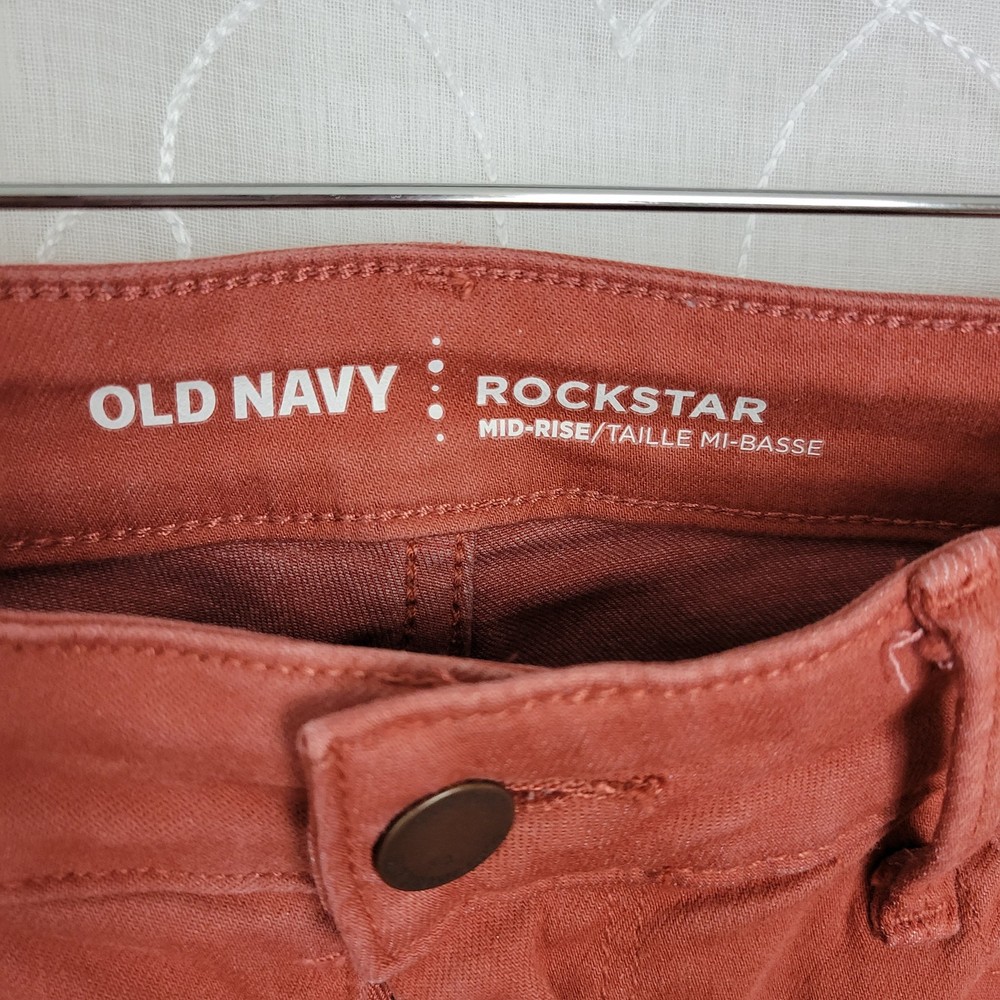 OLD NAVY
ROCKSTAR
MID-RISE/TAILLE MI-BASSE